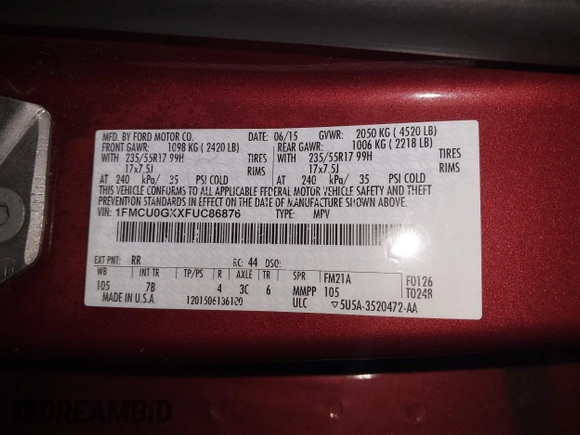 MFD. BY FORD MOTOR CO. DATE: 06/15 GVWR: 2050 KG ( 4520 LB)
FRONT GAWR: 1098 KG ( 2420 LB) REAR GAWR: 1006 KG ( 2218 LB)
WITH 235/55R17 99H TIRES WITH 235/55R17 99H TIRES
17x7.5J RIMS 17x7.5J RIMS
AT 240 kPa/ 35 PSI COLD AT 240 kPa/ 35 PSI COLD
THIS VEHICLE CONFORMS TO ALL APPLICABLE FEDERAL MOTOR VEHICLE SAFETY AND THEFT
PREVENTION STANDARDS IN EFFECT ON THE DATE OF MANUFACTURE SHOWN ABOVE.
VIN: 1FMCU0GXXFUC86876 TYPE: MPV
EXT PNT: RR RC: 44 DSO:
WB INT TR TP/PS R AXLE TR SPR FM21A F0126
105 7B 4 3C 6 MMPP 105 T024R
MADE IN U.S.A. 1201506136100 ULC ▽5U5A-3520472-AA
DREAMBID